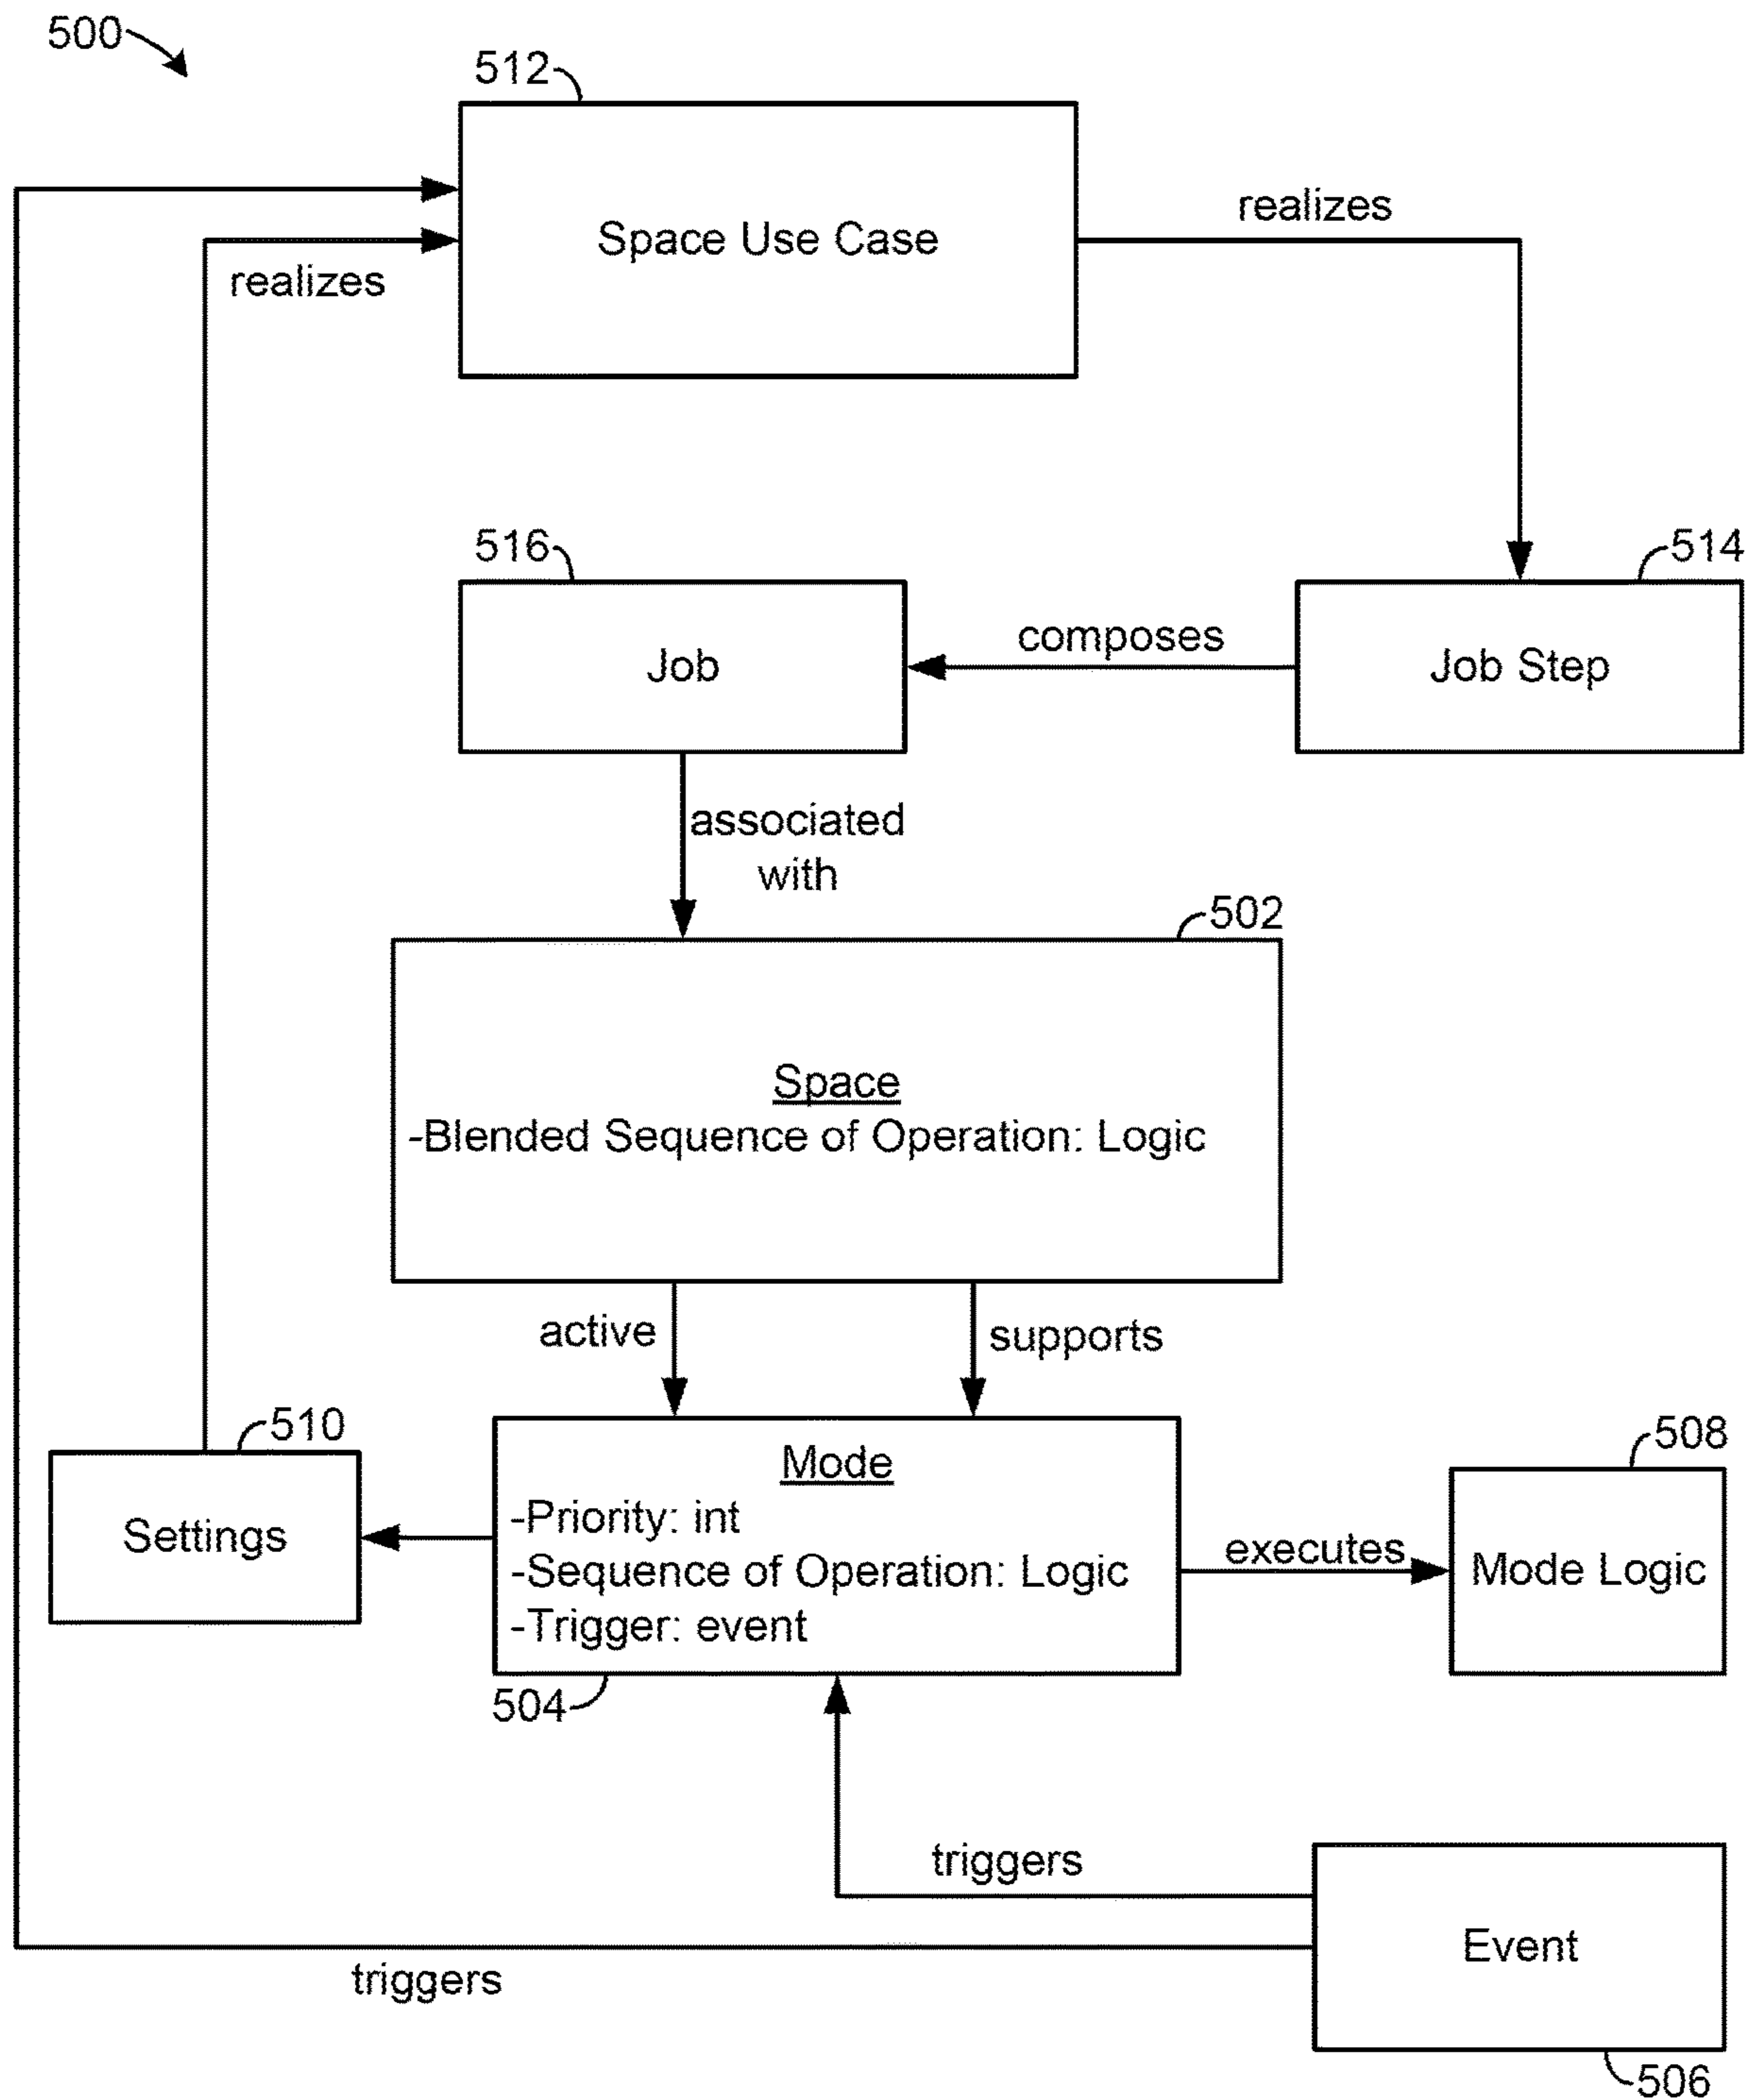 500
512
Space Use Case
realizes
realizes
516
514
Job
composes
Job Step
associated
with
502
Space
-Blended Sequence of Operation: Logic
active
supports
510
508
Settings
Mode
-Priority: int
-Sequence of Operation: Logic
-Trigger: event
executes
Mode Logic
504
triggers
Event
triggers
506